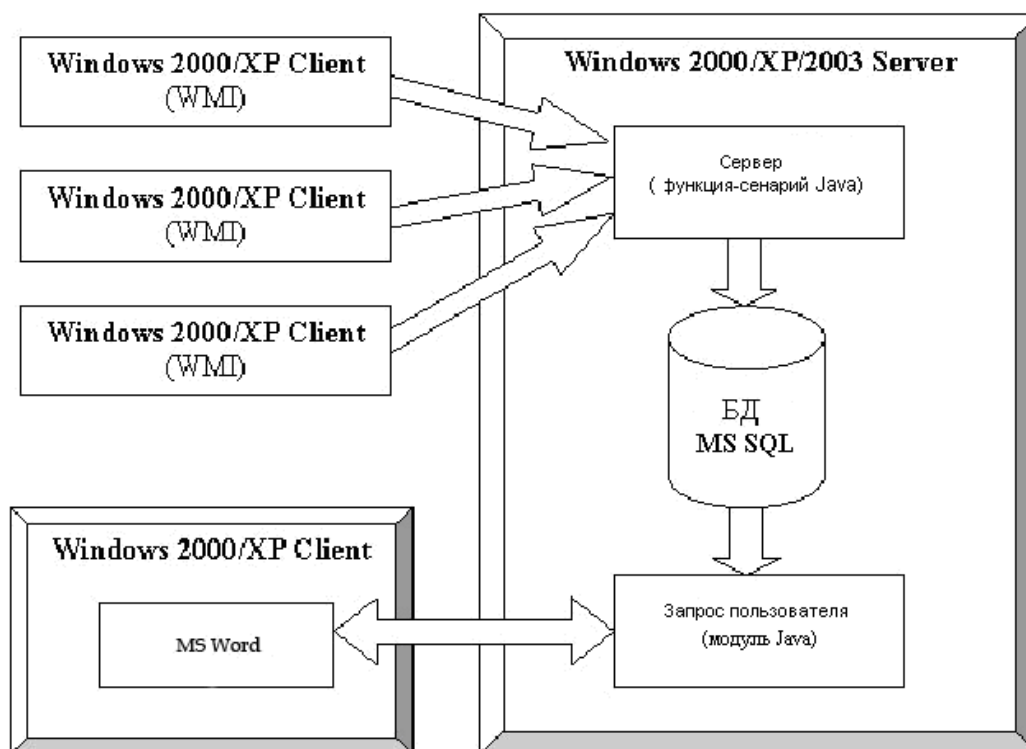 Windows 2000/XP Client
(WMI)
Windows 2000/XP Client
(WMI)
Windows 2000/XP Client
(WMI)
Windows 2000/XP/2003 Server
Сервер
( функция-сенарий Java)
БД
MS SQL
Запрос пользователя
(модуль Java)
Windows 2000/XP Client
MS Word